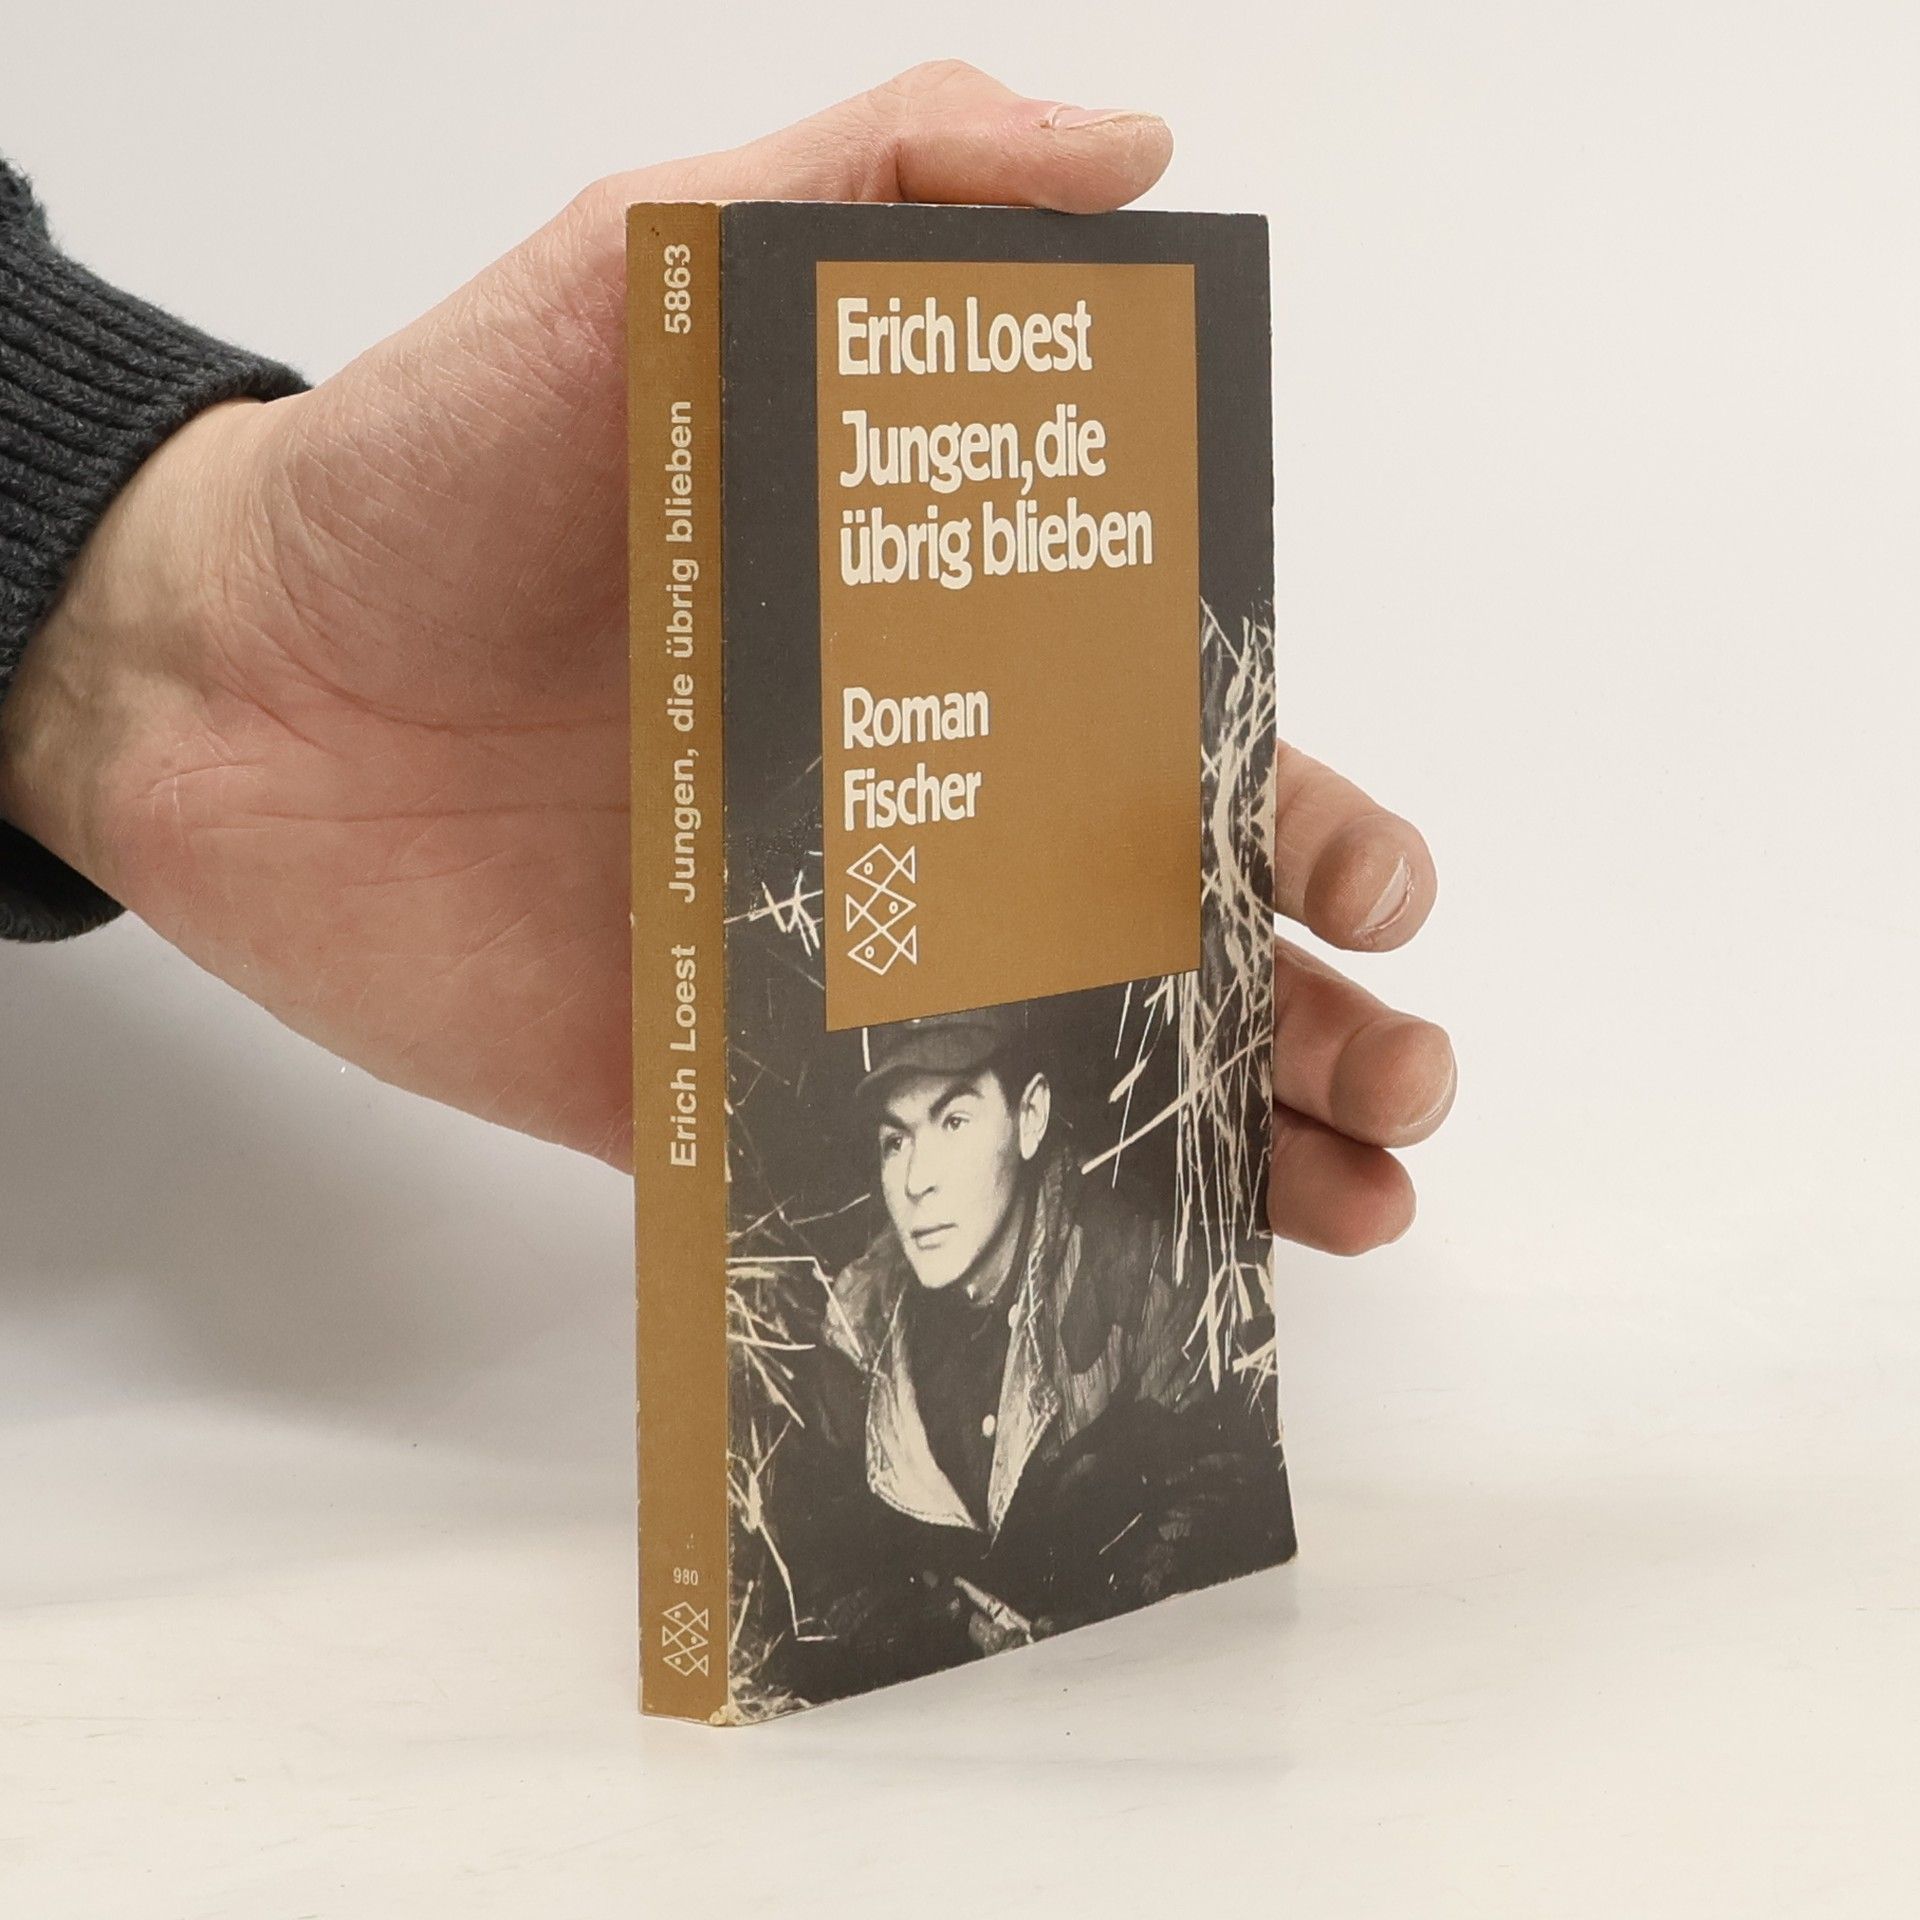 Erich Loest
Jungen, die
übrig blieben
Roman
Fischer
Erich Loest Jungen, die übrig blieben 5863
980